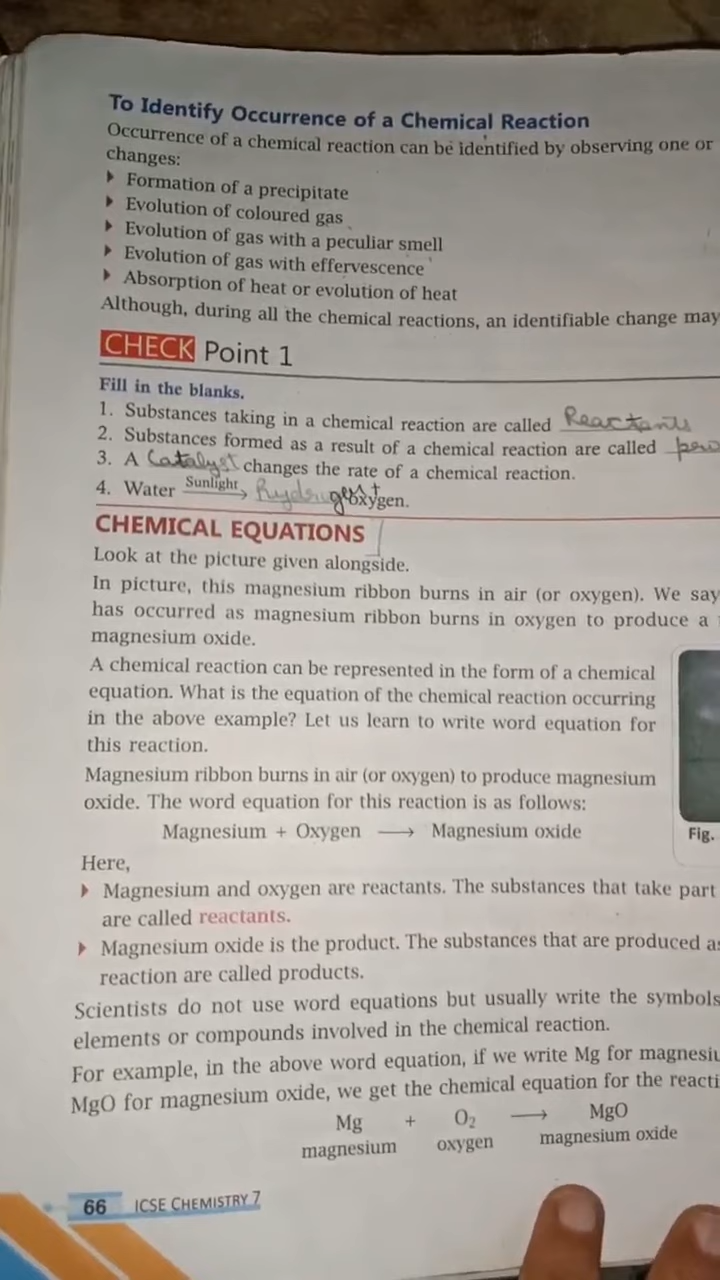 To Identify Occurrence of a Chemical Reaction
Occurrence of a chemical reaction can be identified by observing one or
changes:
Formation of a precipitate
Evolution of coloured gas
Evolution of gas with a peculiar smell
Evolution of gas with effervescence
Absorption of heat or evolution of heat
Although, during all the chemical reactions, an identifiable change may
CHECK Point 1
Fill in the blanks.
1. Substances taking in a chemical reaction are called Reactants
2. Substances formed as a result of a chemical reaction are called
3. A Catalyst changes the rate of a chemical reaction.
4. Water Sunlight → + oxygen.
CHEMICAL EQUATIONS
Look at the picture given alongside.
In picture, this magnesium ribbon burns in air (or oxygen). We say
has occurred as magnesium ribbon burns in oxygen to produce a
magnesium oxide.
A chemical reaction can be represented in the form of a chemical
equation. What is the equation of the chemical reaction occurring
in the above example? Let us learn to write word equation for
this reaction.
Magnesium ribbon burns in air (or oxygen) to produce magnesium
oxide. The word equation for this reaction is as follows:
Magnesium + Oxygen → Magnesium oxide
Fig.
Here,
Magnesium and oxygen are reactants. The substances that take part
are called reactants.
Magnesium oxide is the product. The substances that are produced
reaction are called products.
Scientists do not use word equations but usually write the symbols
elements or compounds involved in the chemical reaction.
For example, in the above word equation, if we write Mg for
MgO for magnesium oxide, we get the chemical equation for the
Mg + O₂ → MgO
magnesium oxygen magnesium oxide
66 ICSE CHEMISTRY 7